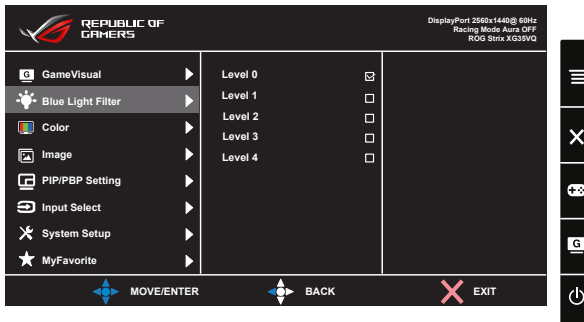 REPUBLIC OF
GAMERS
DisplayPort 2560x1440@ 60Hz
Racing Mode Aura OFF
ROG Strix XG35VQ
G GameVisual
Blue Light Filter
Color
Image
PIP/PBP Setting
Input Select
System Setup
MyFavorite
Level 0
Level 1
Level 2
Level 3
Level 4
MOVE/ENTER
BACK
EXIT
G